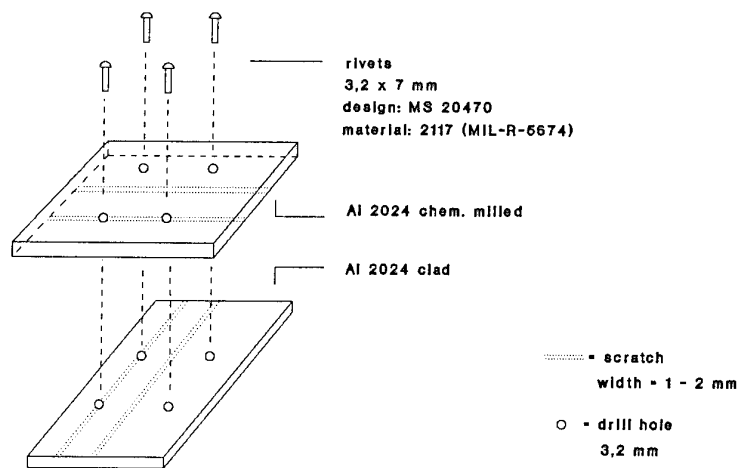 rivets
3,2 x 7 mm
design: MS 20470
material: 2117 (MIL-R-5674)
Al 2024 chem. milled
Al 2024 clad
= scratch
width = 1 - 2 mm
= drill hole
3,2 mm